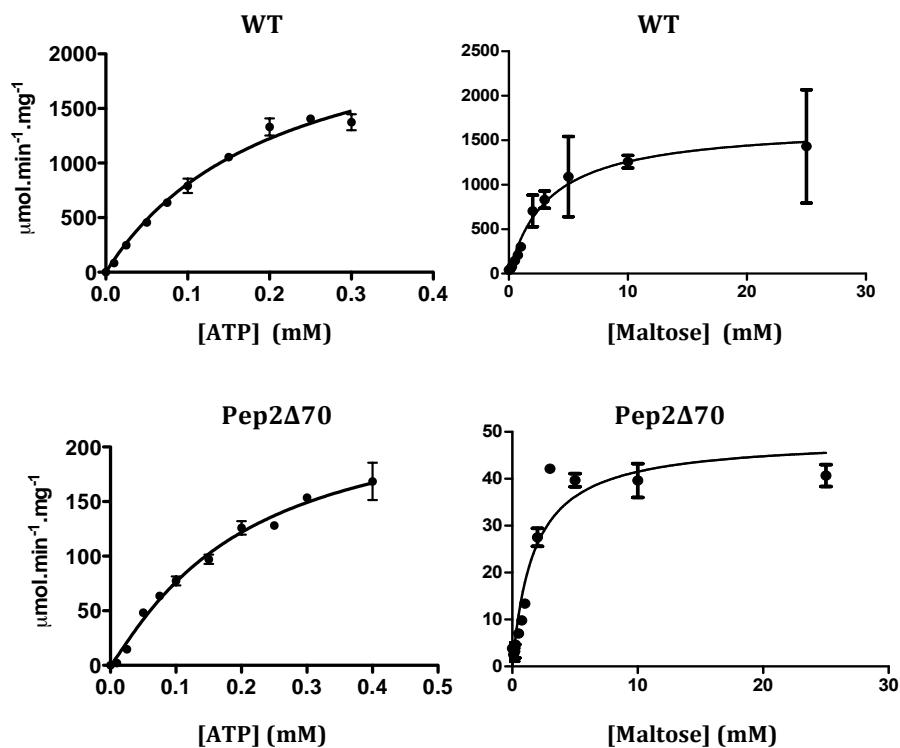 WT
2000
1500
1000
500
0
0.0 0.1 0.2 0.3 0.4
μmol.min-1.mg-1
[ATP] (mM)
WT
2500
2000
1500
1000
500
0
0 10 20 30
[Maltose] (mM)
Pep2Δ70
200
150
100
50
0
0.0 0.1 0.2 0.3 0.4 0.5
μmol.min-1.mg-1
[ATP] (mM)
Pep2Δ70
50
40
30
20
10
0
0 10 20 30
[Maltose] (mM)